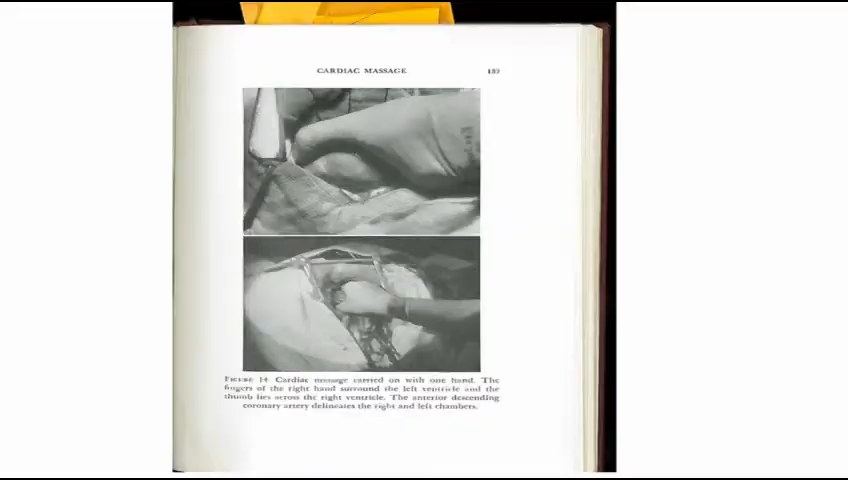 CARDIAC MASSAGE
FIGURE 14 Cardiac massage carried on with one hand. The
fingers of the right hand surround the left ventricle and the
thumb lies across the right ventricle. The anterior descending
coronary artery delineates the right and left chambers.